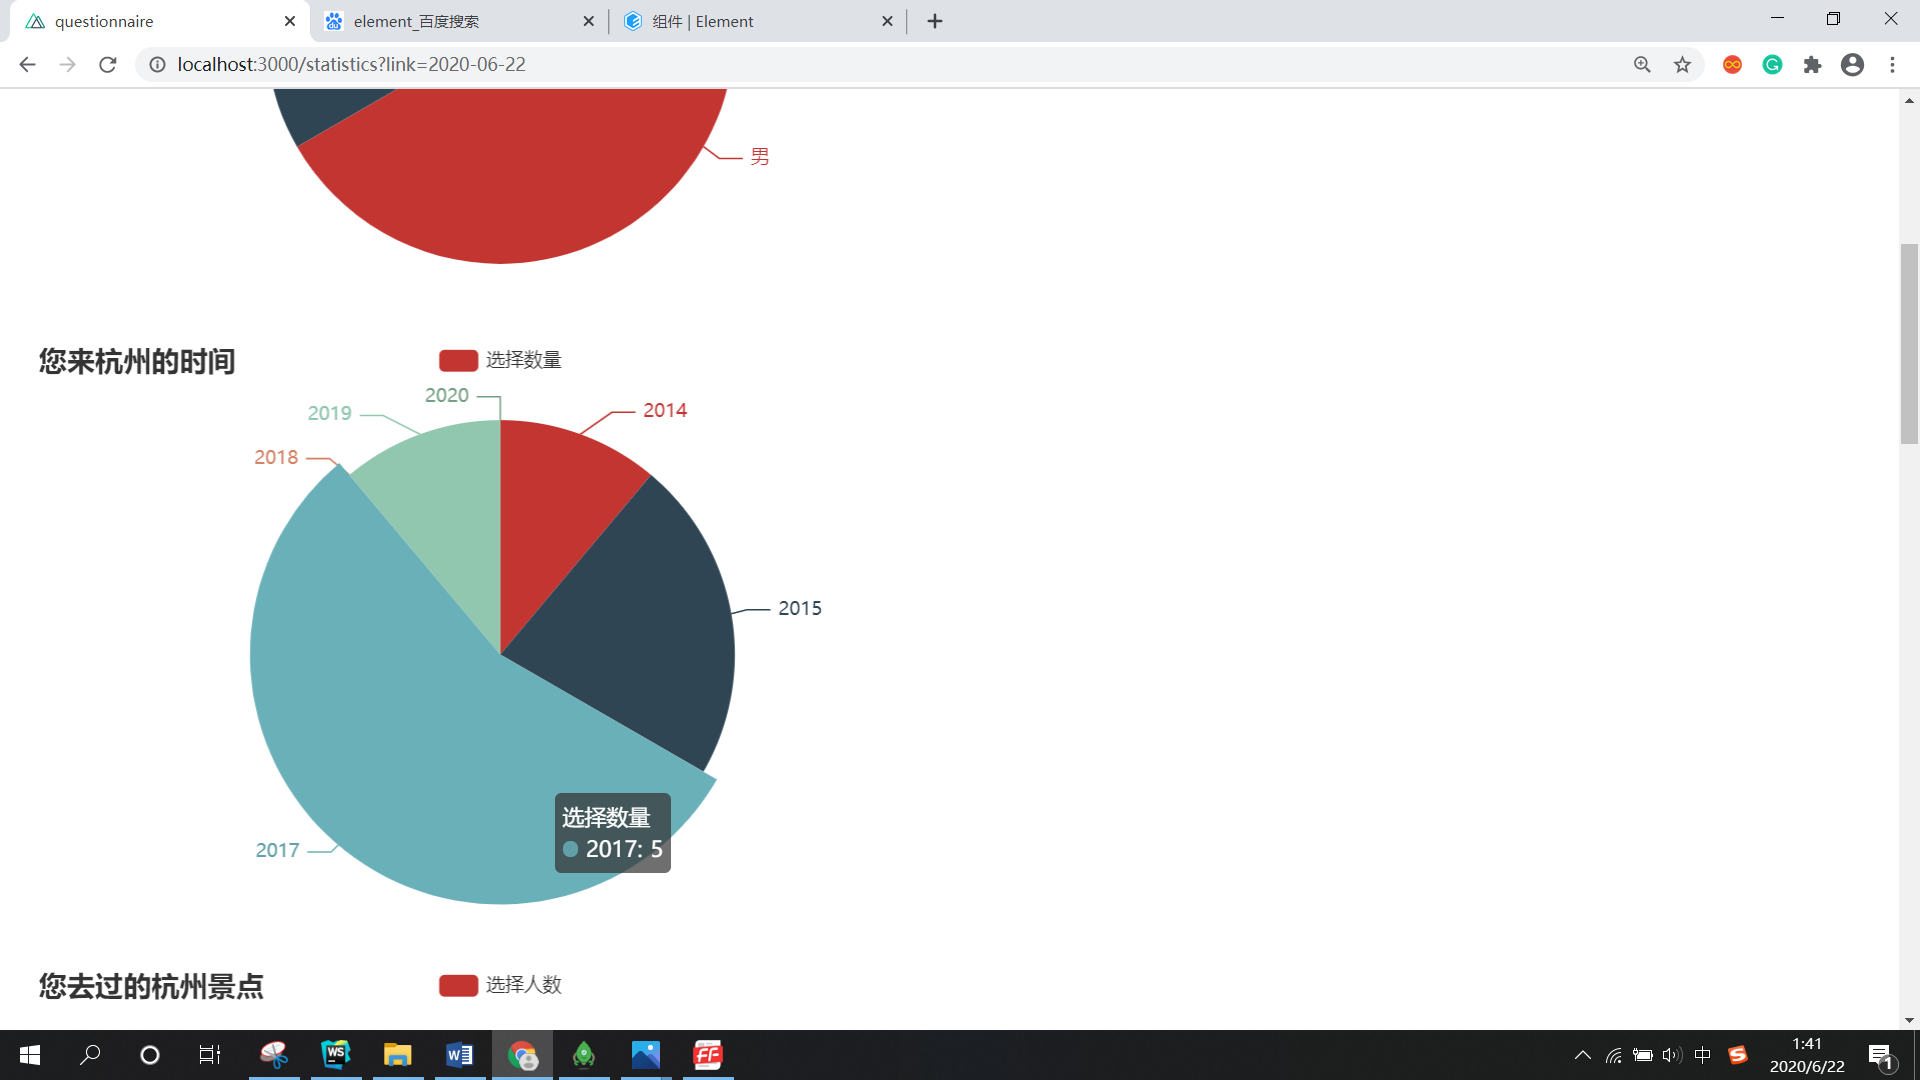 questionnaire
element_百度搜索
组件 | Element
localhost:3000/statistics?link=2020-06-22
男
您来杭州的时间
选择数量
2020
2014
2019
2018
2015
选择数量
2017: 5
2017
您去过的杭州景点
选择人数
WS
W
FF
中
S
1:41
2020/6/22
1